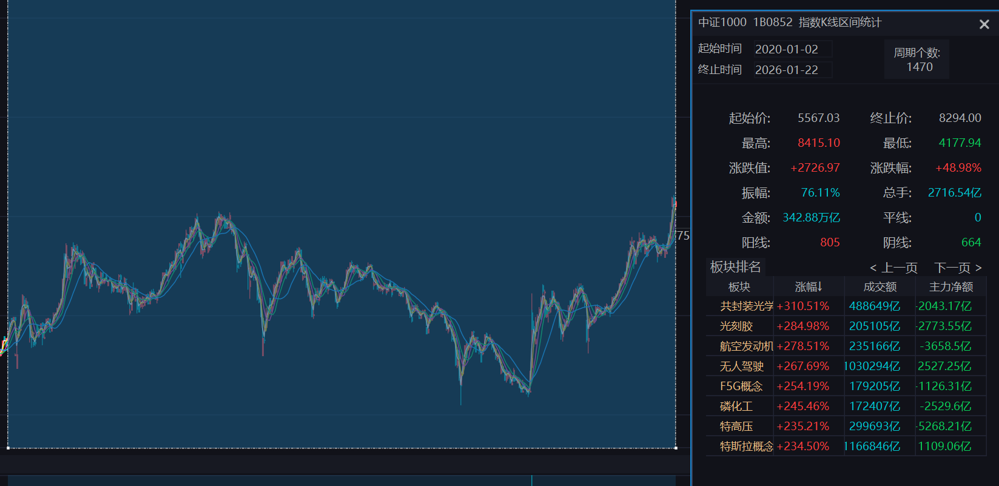 中证1000 1B0852 指数K线区间统计
起始时间 2020-01-02
终止时间 2026-01-22
周期个数:
1470
起始价: 5567.03 终止价: 8294.00
最高: 8415.10 最低: 4177.94
涨跌值: +2726.97 涨跌幅: +48.98%
振幅: 76.11% 总手: 2716.54亿
金额: 342.88万亿 平线: 0
阳线: 805 阴线: 664
板块排名 < 上一页 下一页 >
板块 涨幅↓ 成交额 主力净额
共封装光学 +310.51% 488649亿 -2043.17亿
光刻胶 +284.98% 205105亿 -2773.55亿
航空发动机 +278.51% 235166亿 -3658.5亿
无人驾驶 +267.69% 1030294亿 2527.25亿
F5G概念 +254.19% 179205亿 -1126.31亿
磷化工 +245.46% 172407亿 -2529.6亿
特高压 +235.21% 299693亿 -5268.21亿
特斯拉概念 +234.50% 1166846亿 1109.06亿
75